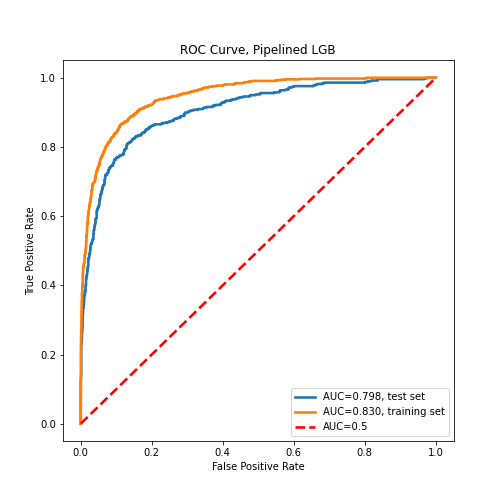 ROC Curve, Pipelined LGB
True Positive Rate
1.0
0.8
0.6
0.4
0.2
0.0
0.0 0.2 0.4 0.6 0.8 1.0
False Positive Rate
AUC=0.798, test set
AUC=0.830, training set
AUC=0.5